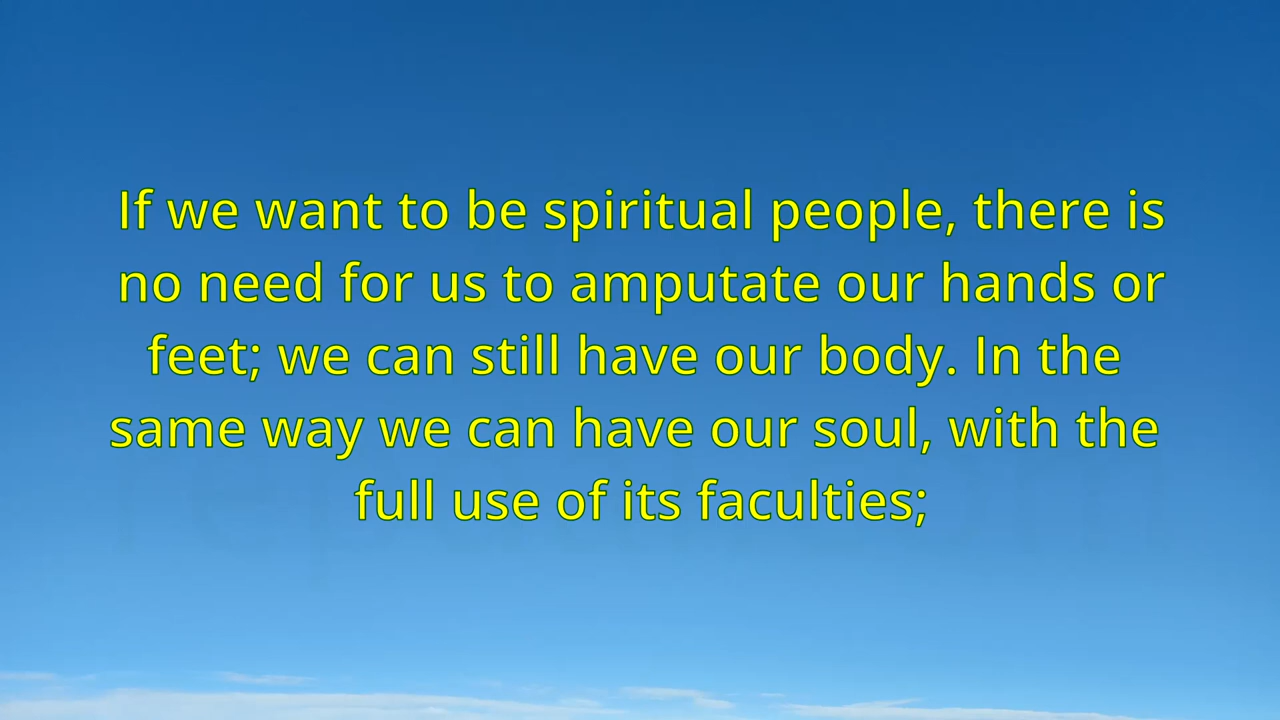 If we want to be spiritual people, there is
no need for us to amputate our hands or
feet; we can still have our body. In the
same way we can have our soul, with the
full use of its faculties;